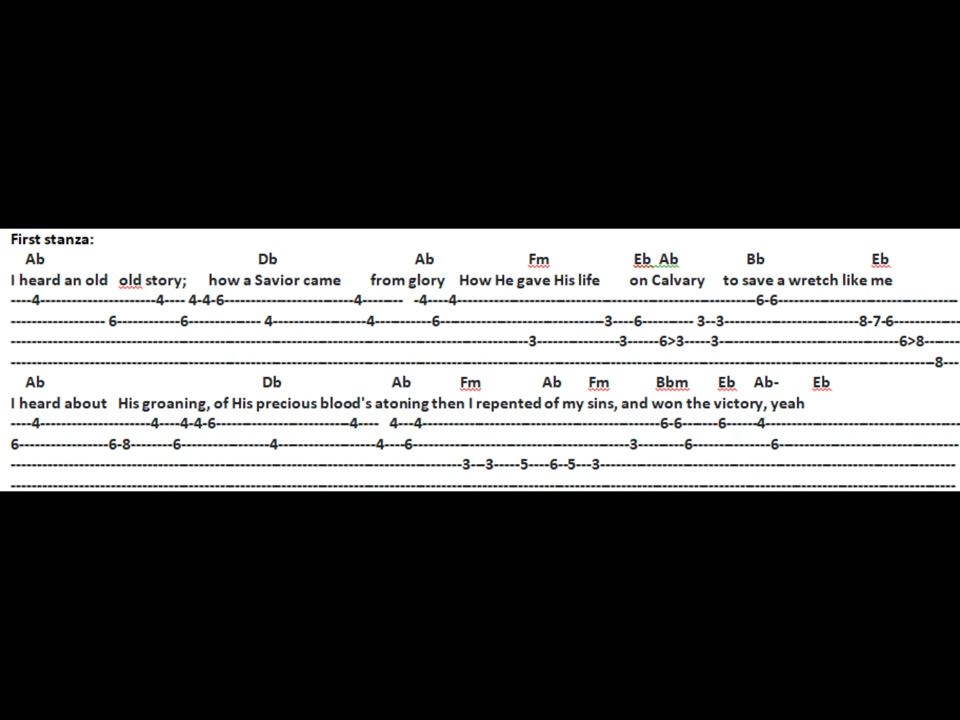 First stanza:
Ab Db Ab Fm Eb Ab Bb Eb
I heard an old old story; how a Savior came from glory How He gave His life on Calvary to save a wretch like me
----4----------------------4---- 4-4-6-------------------------4-------- -4----4----------------------------------------------------------6-6-----------------------------------
------------------ 6------------6-------------- 4------------------4-----------6--------------------------------3----6---------- 3--3--------------------------8-7-6-------------
----------------------------------------------------------------------------------------------------3----------------3------6>3-----3-----------------------------------6>8-------
--------------------------------------------------------------------------------------------------------------------------------------------------------------------------------8---
Ab Db Ab Fm Ab Fm Bbm Eb Ab- Eb
I heard about His groaning, of His precious blood's atoning then I repented of my sins, and won the victory, yeah
----4----------------------4----4-4-6---------------------------4---- 4---4----------------------------------------------6-6-------6------4--------------------------------------
6-----------------6-8--------6-----------------4-------------------4----6------------------------------------------3---------6---------------6-----------------------------------
---------------------------------------------------------------------------------------3---3-----5----6--5---3---------------------------------------------------------------------
------------------------------------------------------------------------------------------------------------------------------------------------------------------------------------